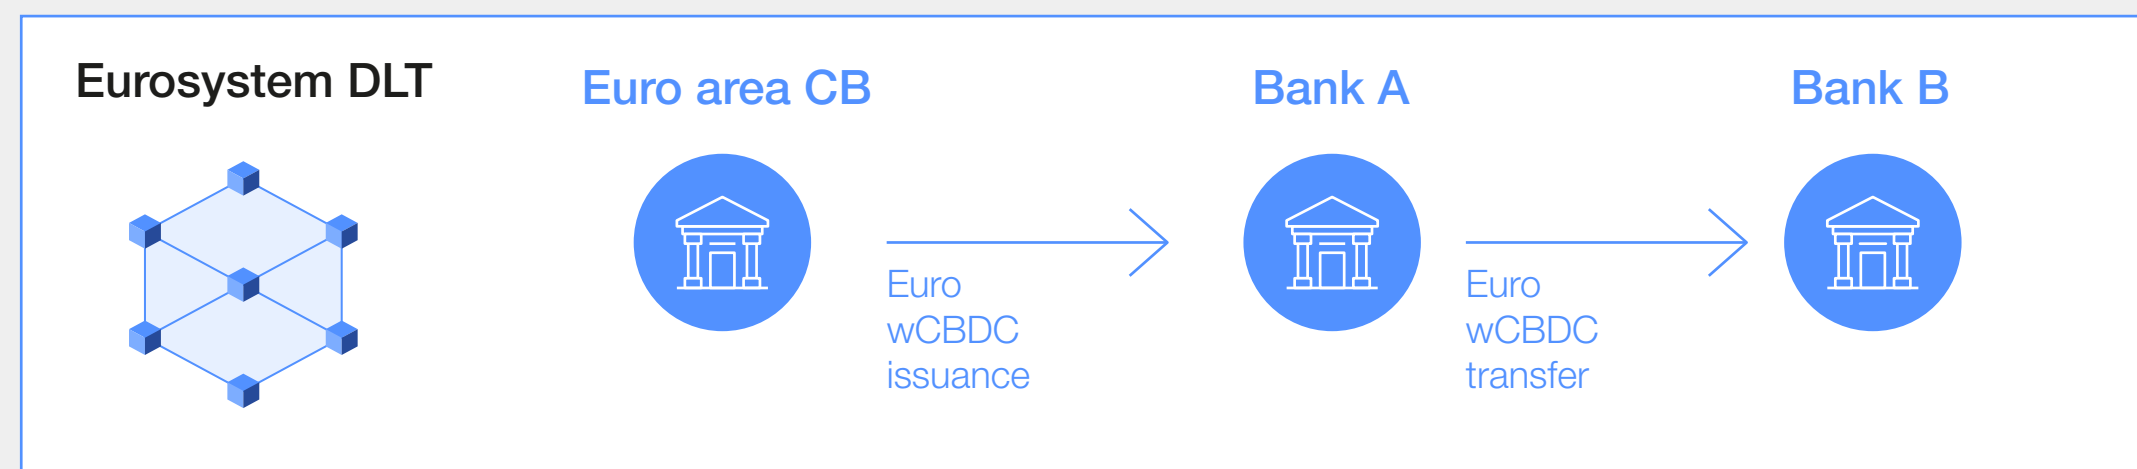 Eurosystem DLT
Euro area CB
Bank A
Bank B
Euro
wCBDC
issuance
Euro
wCBDC
transfer